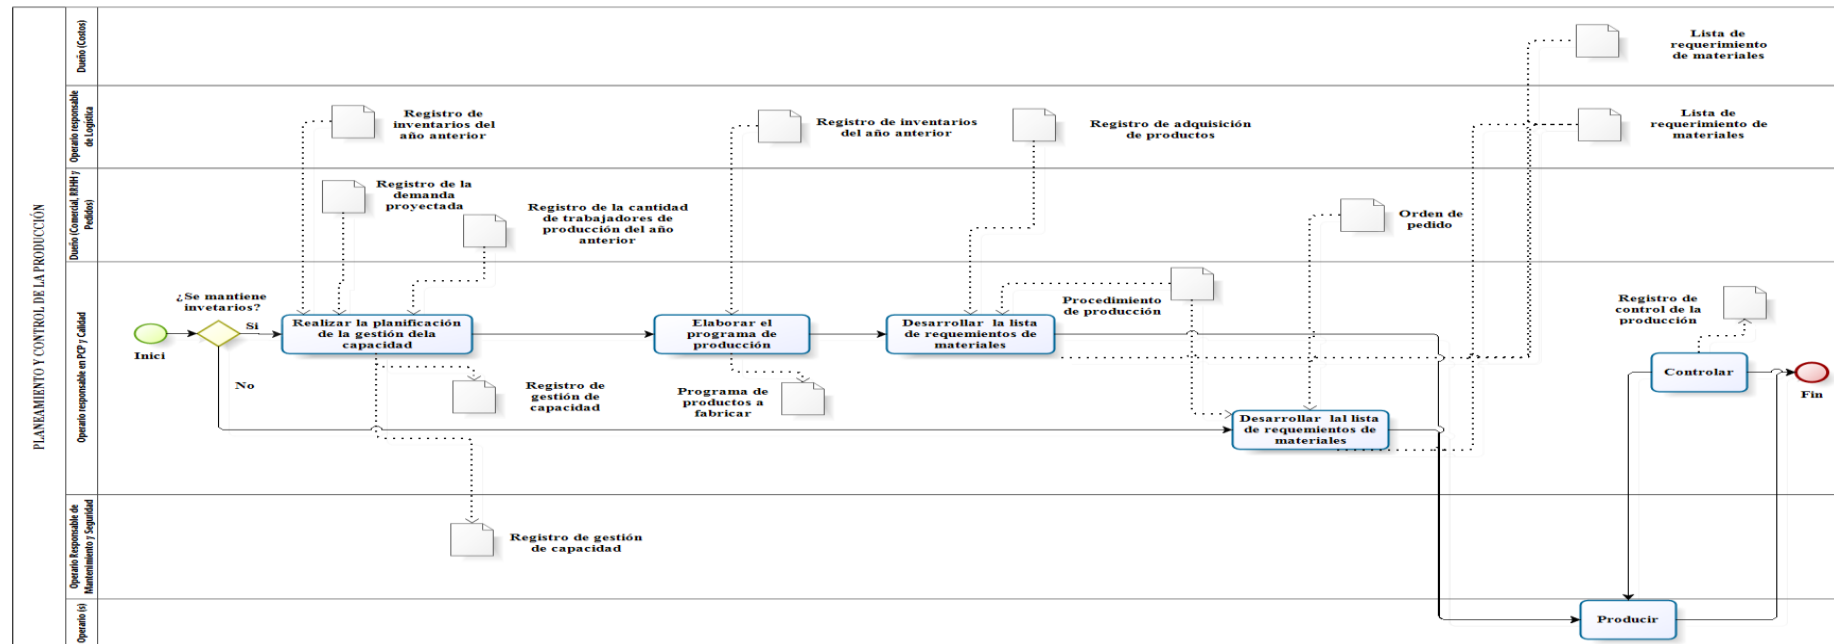 PLANEAMIENTO Y CONTROL DE LA PRODUCCIÓN
Dueño (Costos)
Lista de
requerimiento
de materiales
Operario responsable
de Logística
Registro de
inventarios del
año anterior
Registro de inventarios
del año anterior
Registro de adquisición
de productos
Lista de
requerimiento de
materiales
Dueño (Comercial, RRHH y
Pedidos)
Registro de la
demanda
proyectada
Registro de la cantidad
de trabajadores de
producción del año
anterior
Orden de
pedido
Operario responsable en PCP y Calidad
Inici
¿Se mantiene
invetarios?
Si
No
Realizar la planificación
de la gestión dela
capacidad
Registro de
gestión de
capacidad
Elaborar el
programa de
producción
Programa de
productos a
fabricar
Desarrollar la lista
de requemientos de
materiales
Procedimiento
de producción
Desarrollar lal lista
de requemientos de
materiales
Registro de
control de la
producción
Controlar
Fin
Operario Responsable de
Mantenimiento y Seguridad
Registro de gestión
de capacidad
Operario (s)
Producir